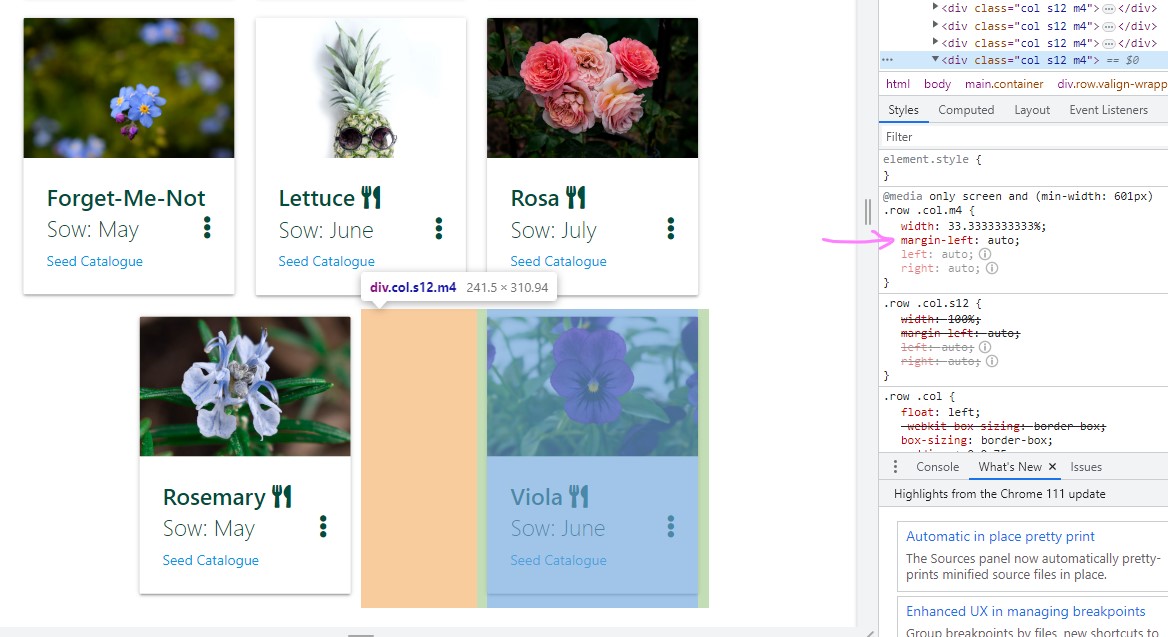 <div class="col s12 m4"> ⋯ </div>
<div class="col s12 m4"> ⋯ </div>
<div class="col s12 m4"> ⋯ </div>
⋯ <div class="col s12 m4"> == $0
html body main.container div.row.valign-wrapp
Styles Computed Layout Event Listeners
Filter
element.style {
}
@media only screen and (min-width: 601px)
.row .col.m4 {
width: 33.3333333333%;
margin-left: auto;
left: auto;
right: auto;
}
.row .col.s12 {
width: 100%;
margin-left: auto;
left: auto;
right: auto;
}
.row .col {
float: left;
-webkit-box-sizing: border-box;
box-sizing: border-box;
Console What's New × Issues
Highlights from the Chrome 111 update
Automatic in place pretty print
The Sources panel now automatically pretty-
prints minified source files in place.
Enhanced UX in managing breakpoints
Group breakpoints by files, new shortcuts to
Forget-Me-Not
Sow: May
Seed Catalogue
Lettuce
Sow: June
Seed Catalogue
Rosa
Sow: July
Seed Catalogue
div.col.s12.m4 241.5 × 310.94
Rosemary
Sow: May
Seed Catalogue
Viola
Sow: June
Seed Catalogue